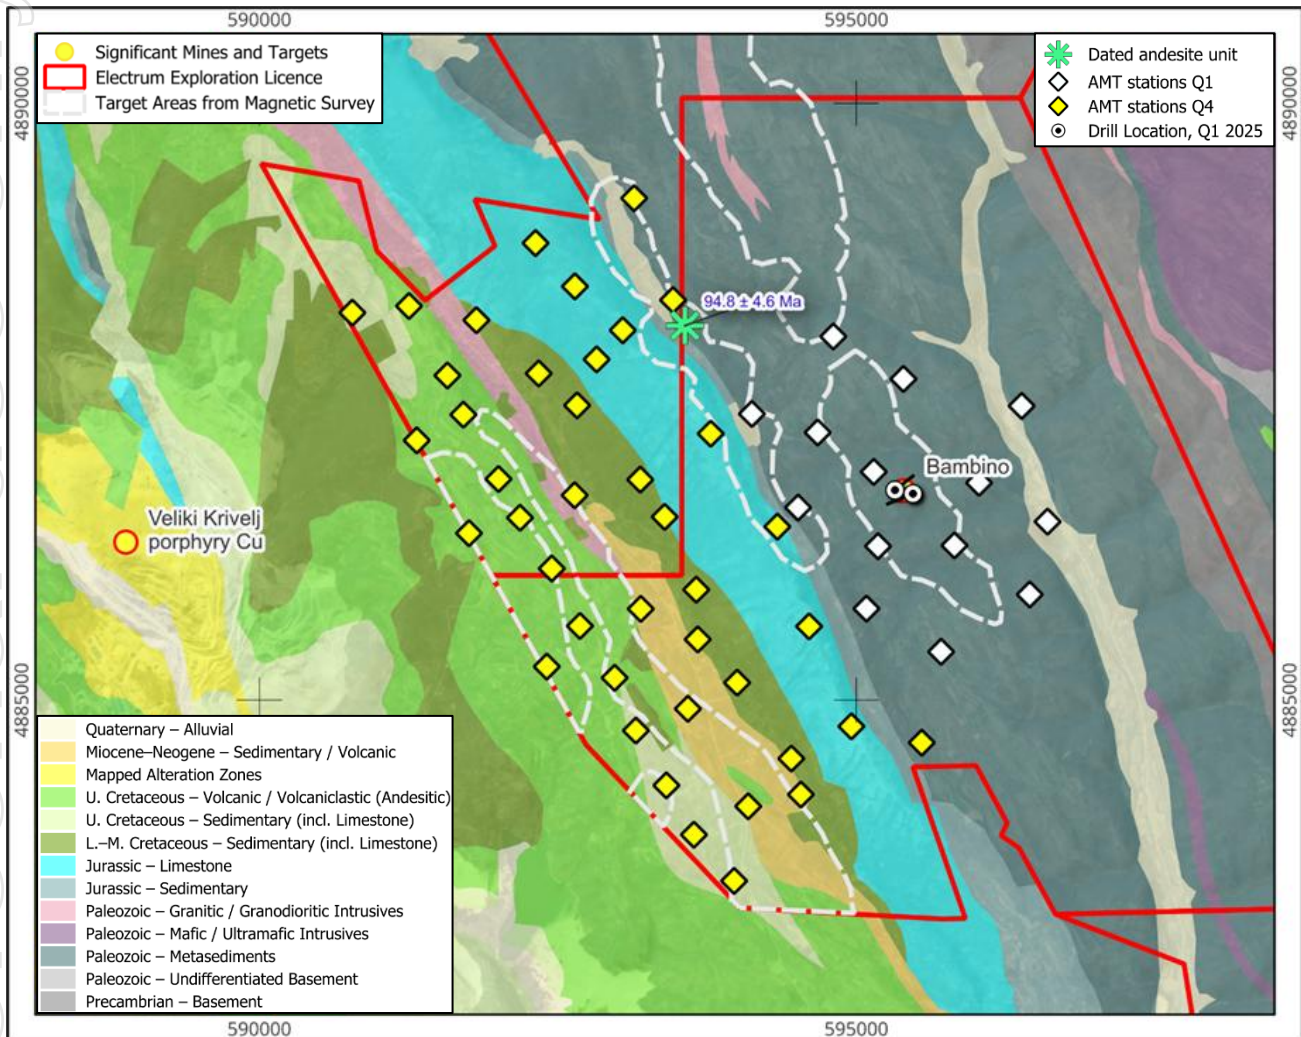 590000
595000
Significant Mines and Targets
Electrum Exploration Licence
Target Areas from Magnetic Survey
Dated andesite unit
AMT stations Q1
AMT stations Q4
Drill Location, Q1 2025
4890000
4890000
94.8 ± 4.6 Ma
Bambino
Veliki Krivelj
porphyry Cu
4885000
4885000
Quaternary – Alluvial
Miocene–Neogene – Sedimentary / Volcanic
Mapped Alteration Zones
U. Cretaceous – Volcanic / Volcaniclastic (Andesitic)
U. Cretaceous – Sedimentary (incl. Limestone)
L.–M. Cretaceous – Sedimentary (incl. Limestone)
Jurassic – Limestone
Jurassic – Sedimentary
Paleozoic – Granitic / Granodioritic Intrusives
Paleozoic – Mafic / Ultramafic Intrusives
Paleozoic – Metasediments
Paleozoic – Undifferentiated Basement
Precambrian – Basement
590000
595000